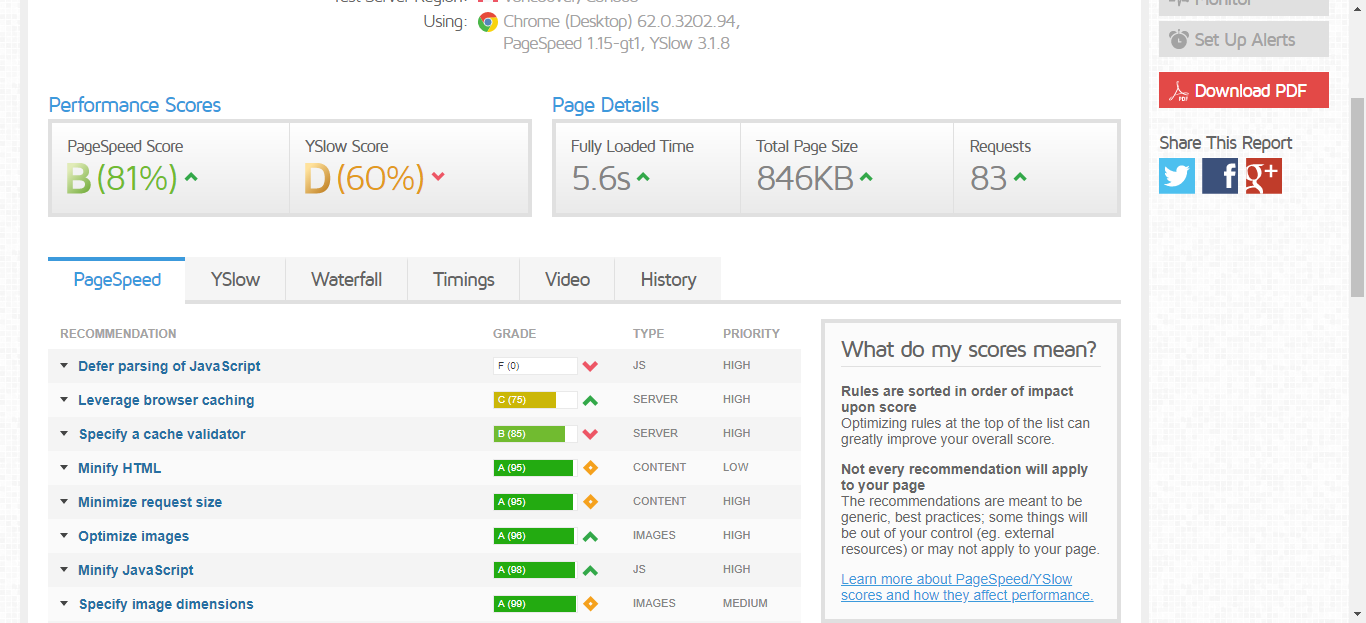 Using:
Chrome (Desktop) 62.0.3202.94,
PageSpeed 1.15-gt1, YSlow 3.1.8
Monitor
Set Up Alerts
Download PDF
Share This Report
Performance Scores
PageSpeed Score
B (81%)
YSlow Score
D (60%)
Page Details
Fully Loaded Time
5.6s
Total Page Size
846KB
Requests
83
PageSpeed
YSlow
Waterfall
Timings
Video
History
RECOMMENDATION GRADE TYPE PRIORITY
Defer parsing of JavaScript F (0) JS HIGH
Leverage browser caching C (75) SERVER HIGH
Specify a cache validator B (85) SERVER HIGH
Minify HTML A (95) CONTENT LOW
Minimize request size A (95) CONTENT HIGH
Optimize images A (96) IMAGES HIGH
Minify JavaScript A (98) JS HIGH
Specify image dimensions A (99) IMAGES MEDIUM
What do my scores mean?
Rules are sorted in order of impact
upon score
Optimizing rules at the top of the list can
greatly improve your overall score.
Not every recommendation will apply
to your page
The recommendations are meant to be
generic, best practices; some things will
be out of your control (eg. external
resources) or may not apply to your page.
Learn more about PageSpeed/YSlow
scores and how they affect performance.